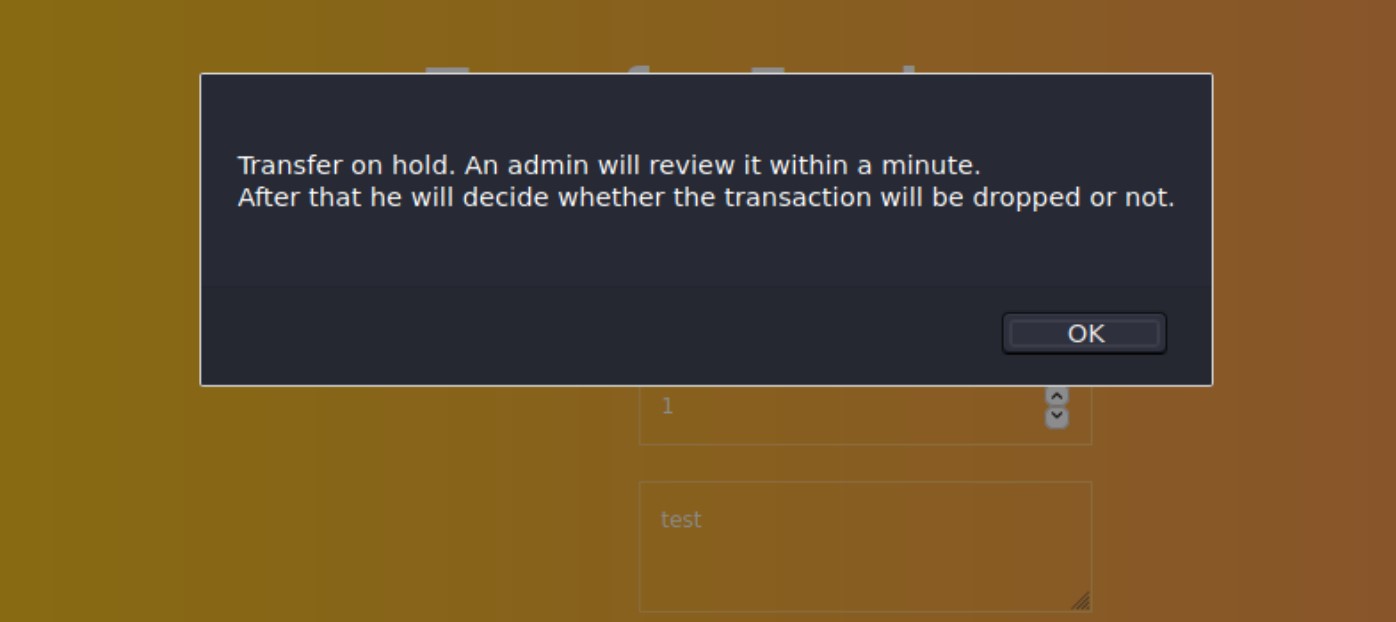 Transfer on hold. An admin will review it within a minute.
After that he will decide whether the transaction will be dropped or not.
OK
1
test